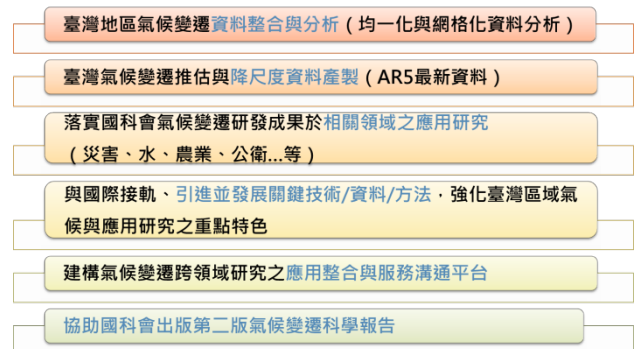 臺灣地區氣候變遷資料整合與分析（均一化與網格化資料分析）
臺灣氣候變遷推估與降尺度資料產製（AR5最新資料）
落實國科會氣候變遷研發成果於相關領域之應用研究
（災害、水、農業、公衛...等）
與國際接軌、引進並發展關鍵技術/資料/方法，強化臺灣區域氣
候與應用研究之重點特色
建構氣候變遷跨領域研究之應用整合與服務溝通平台
協助國科會出版第二版氣候變遷科學報告